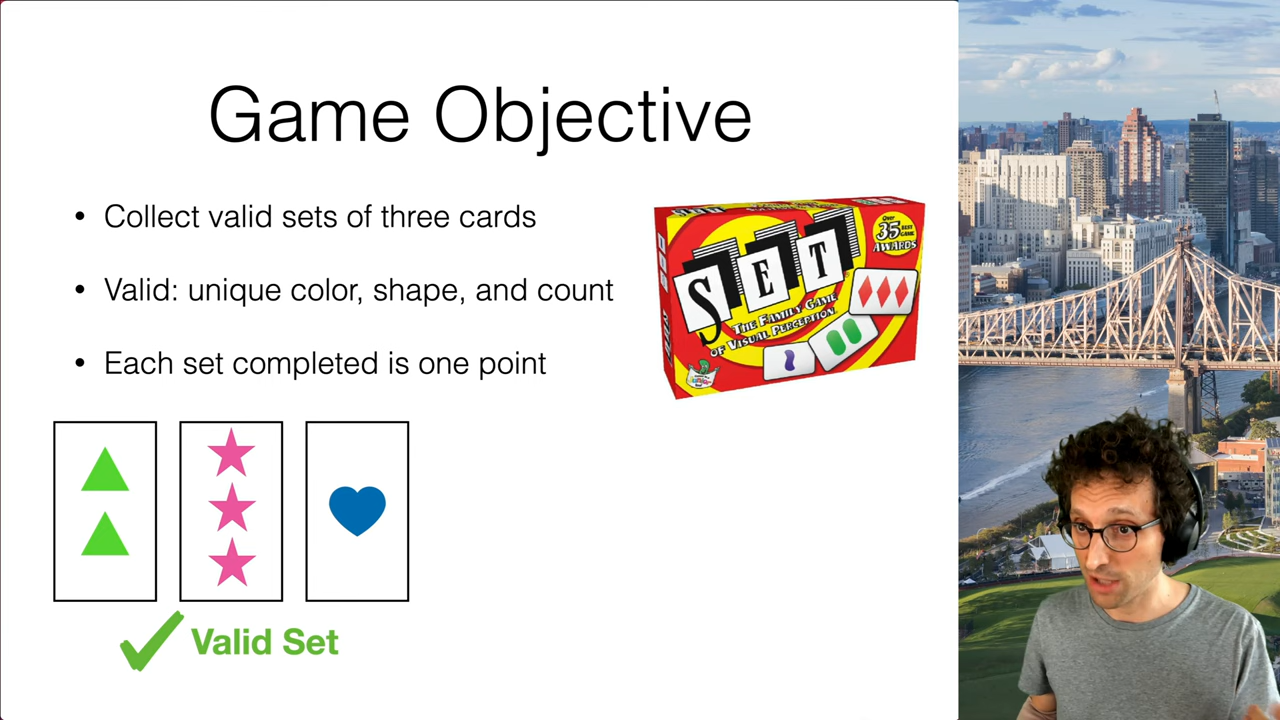 Game Objective
• Collect valid sets of three cards
• Valid: unique color, shape, and count
• Each set completed is one point
SET
THE FAMILY GAME
OF VISUAL PERCEPTION
OVER
35 BEST
GAME
AWARDS
Valid Set